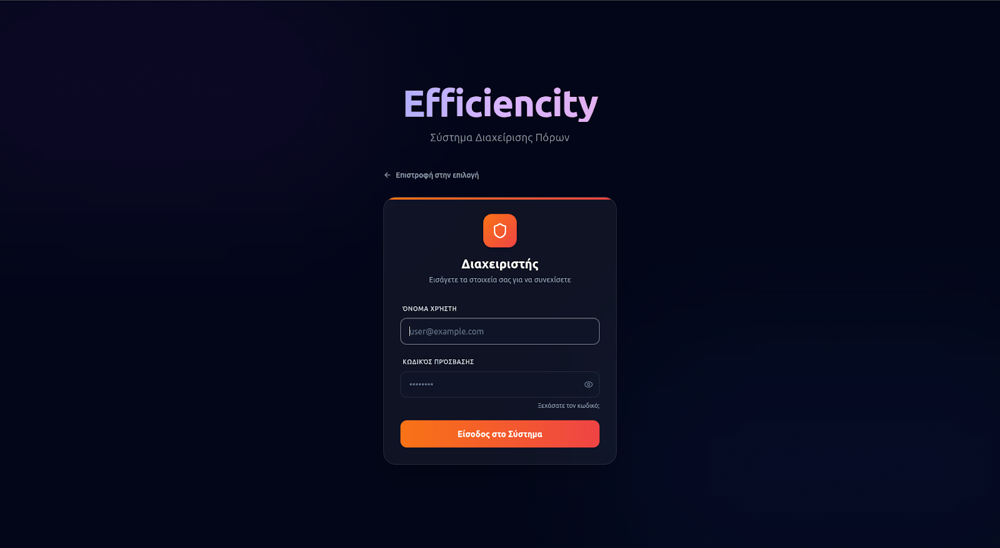 Efficiencity
Σύστημα Διαχείρισης Πόρων
← Επιστροφή στην επιλογή
Διαχειριστής
Εισάγετε τα στοιχεία σας για να συνεχίσετε
ΌΝΟΜΑ ΧΡΉΣΤΗ
user@example.com
ΚΩΔΙΚΌΣ ΠΡΌΣΒΑΣΗΣ
••••••••
Ξεχάσατε τον κωδικό;
Είσοδος στο Σύστημα